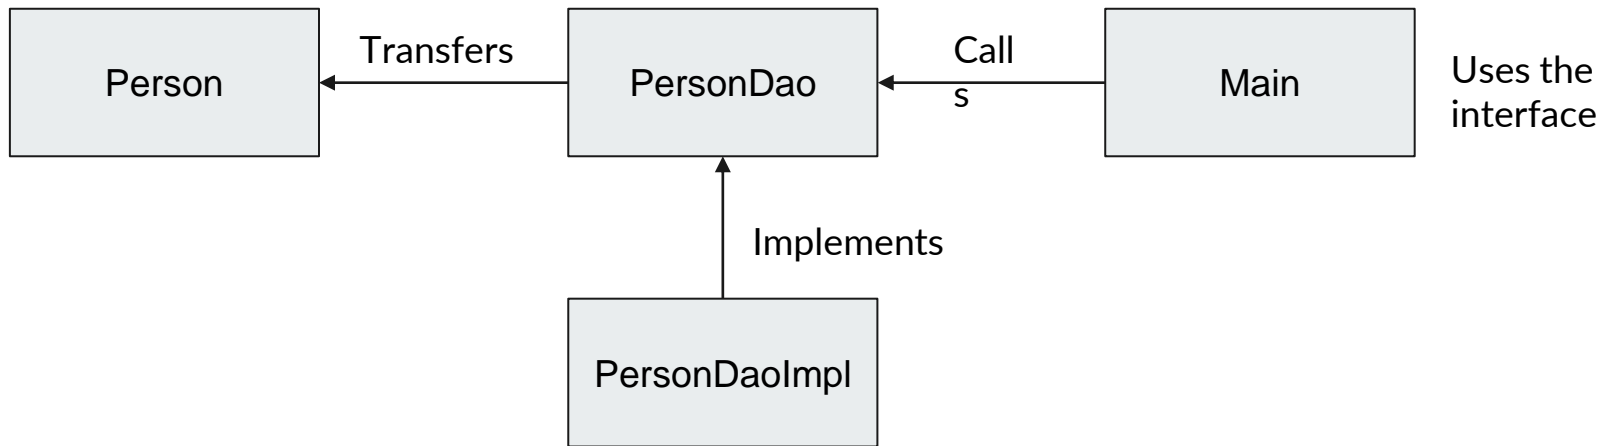 Person
Transfers
PersonDao
Call
s
Main
Uses the
interface
Implements
PersonDaoImpl